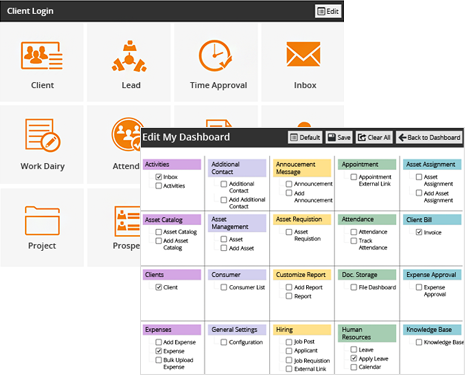 Client Login
Edit
Client
Lead
Time Approval
Inbox
Work Dairy
Attend
Project
Prospe
Edit My Dashboard
Default
Save
Clear All
Back to Dashboard
Activities
Inbox
Activities
Additional
Contact
Additional
Contact
Add Additional
Contact
Annoucement
Message
Announcement
Add
Announcement
Appointment
Appointment
External Link
Asset Assignment
Asset
Assignment
Add Asset
Assignment
Asset Catalog
Asset Catalog
Add Asset
Catalog
Asset
Management
Asset
Add Asset
Asset Requistion
Asset
Requistion
Attendance
Attendance
Track
Attendance
Client Bill
Invoice
Clients
Client
Consumer
Consumer List
Customize Report
Add Report
Report
Doc. Storage
File Dashboard
Expense Approval
Expense
Approval
Expenses
Add Expense
Expense
Bulk Upload
Expense
General Settings
Configuration
Hiring
Job Post
Applicant
Job Requistion
External Link
Human
Resources
Leave
Apply Leave
Calendar
Knowledge Base
Knowledge Base